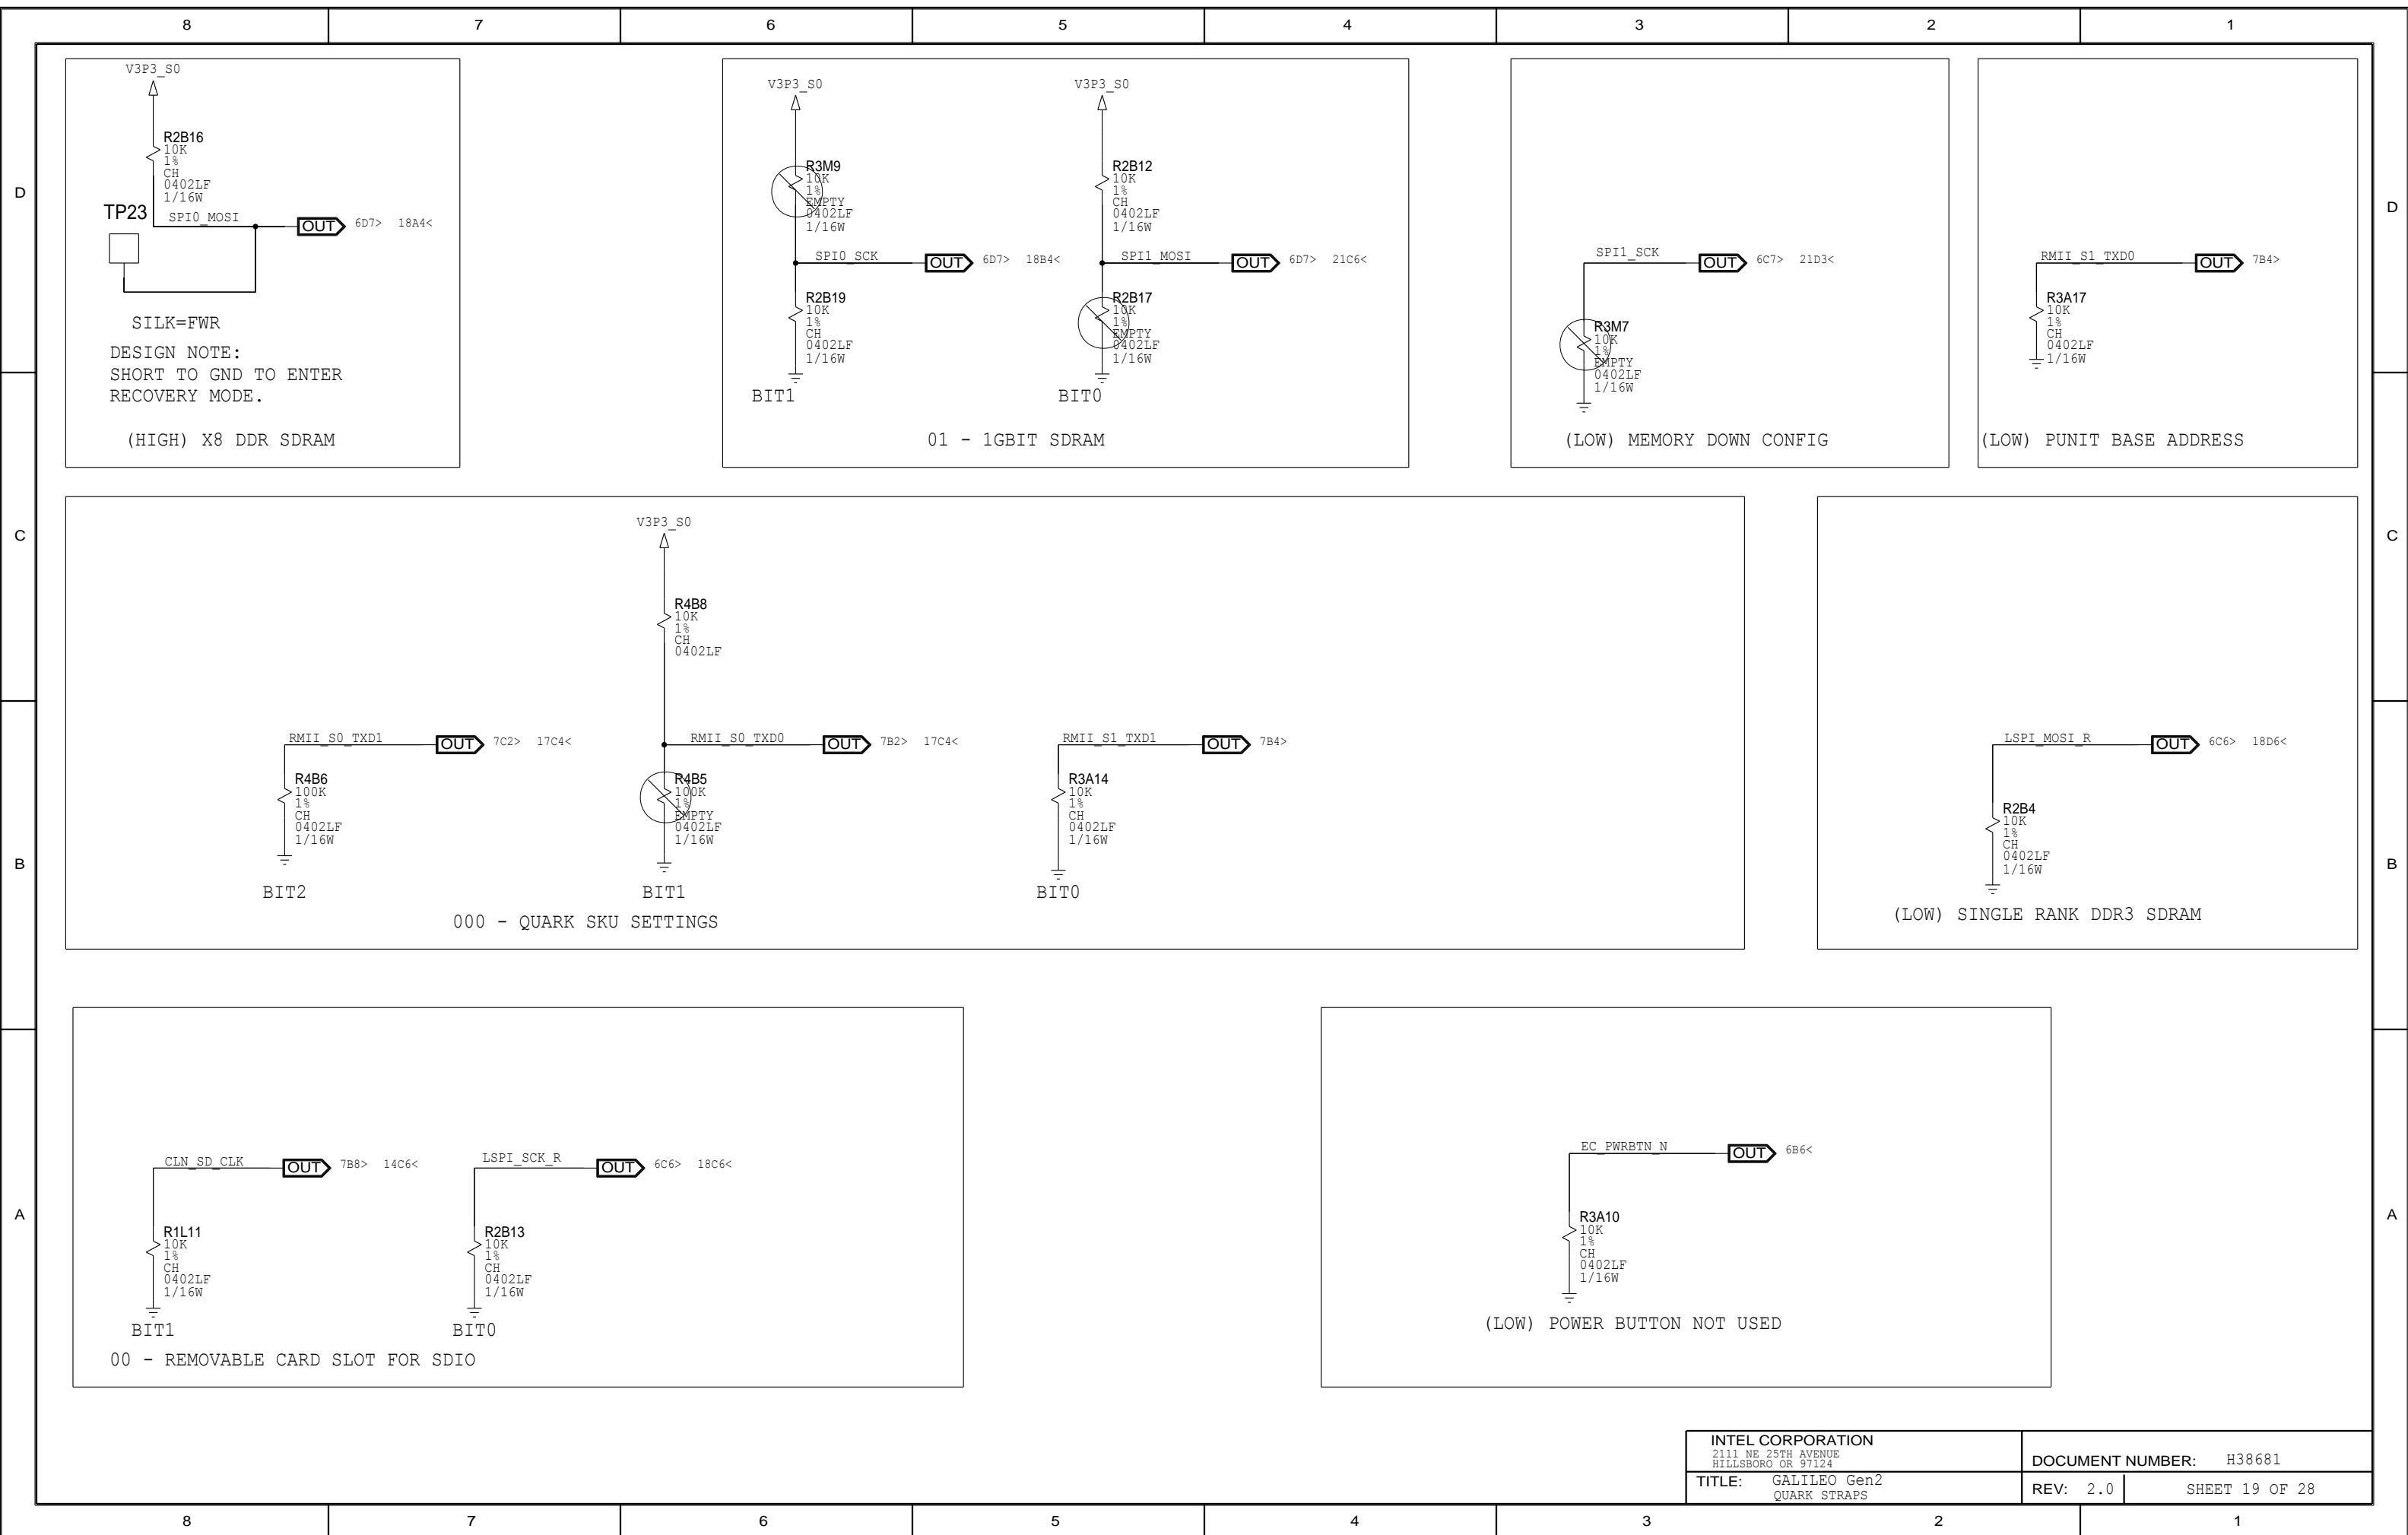 8 7 6 5 4 3 2 1
D
V3P3_S0
R2B16
10K
1%
CH
0402LF
1/16W
TP23
SPI0_MOSI
OUT 6D7> 18A4<
SILK=FWR
DESIGN NOTE:
SHORT TO GND TO ENTER
RECOVERY MODE.
(HIGH) X8 DDR SDRAM
V3P3_S0
R3M9
10K
1%
EMPTY
0402LF
1/16W
SPI0_SCK
OUT 6D7> 18B4<
R2B19
10K
1%
CH
0402LF
1/16W
BIT1
V3P3_S0
R2B12
10K
1%
CH
0402LF
1/16W
SPI1_MOSI
OUT 6D7> 21C6<
R2B17
10K
1%
EMPTY
0402LF
1/16W
BIT0
01 - 1GBIT SDRAM
SPI1_SCK
OUT 6C7> 21D3<
R3M7
10K
1%
EMPTY
0402LF
1/16W
(LOW) MEMORY DOWN CONFIG
RMII_S1_TXD0
OUT 7B4>
R3A17
10K
1%
CH
0402LF
1/16W
(LOW) PUNIT BASE ADDRESS
D
C
V3P3_S0
R4B8
10K
1%
CH
0402LF
C
RMII_S0_TXD1
OUT 7C2> 17C4<
R4B6
100K
1%
CH
0402LF
1/16W
BIT2
RMII_S0_TXD0
OUT 7B2> 17C4<
R4B5
100K
1%
EMPTY
0402LF
1/16W
BIT1
RMII_S1_TXD1
OUT 7B4>
R3A14
10K
1%
CH
0402LF
1/16W
BIT0
000 - QUARK SKU SETTINGS
LSPI_MOSI_R
OUT 6C6> 18D6<
R2B4
10K
1%
CH
0402LF
1/16W
(LOW) SINGLE RANK DDR3 SDRAM
B
B
CLN_SD_CLK
OUT 7B8> 14C6<
R1L11
10K
1%
CH
0402LF
1/16W
BIT1
LSPI_SCK_R
OUT 6C6> 18C6<
R2B13
10K
1%
CH
0402LF
1/16W
BIT0
00 - REMOVABLE CARD SLOT FOR SDIO
EC_PWRBTN_N
OUT 6B6<
R3A10
10K
1%
CH
0402LF
1/16W
(LOW) POWER BUTTON NOT USED
A
A
INTEL CORPORATION
2111 NE 25TH AVENUE
HILLSBORO OR 97124
DOCUMENT NUMBER: H38681
TITLE: GALILEO Gen2
QUARK STRAPS
REV: 2.0
SHEET 19 OF 28
8 7 6 5 4 3 2 1